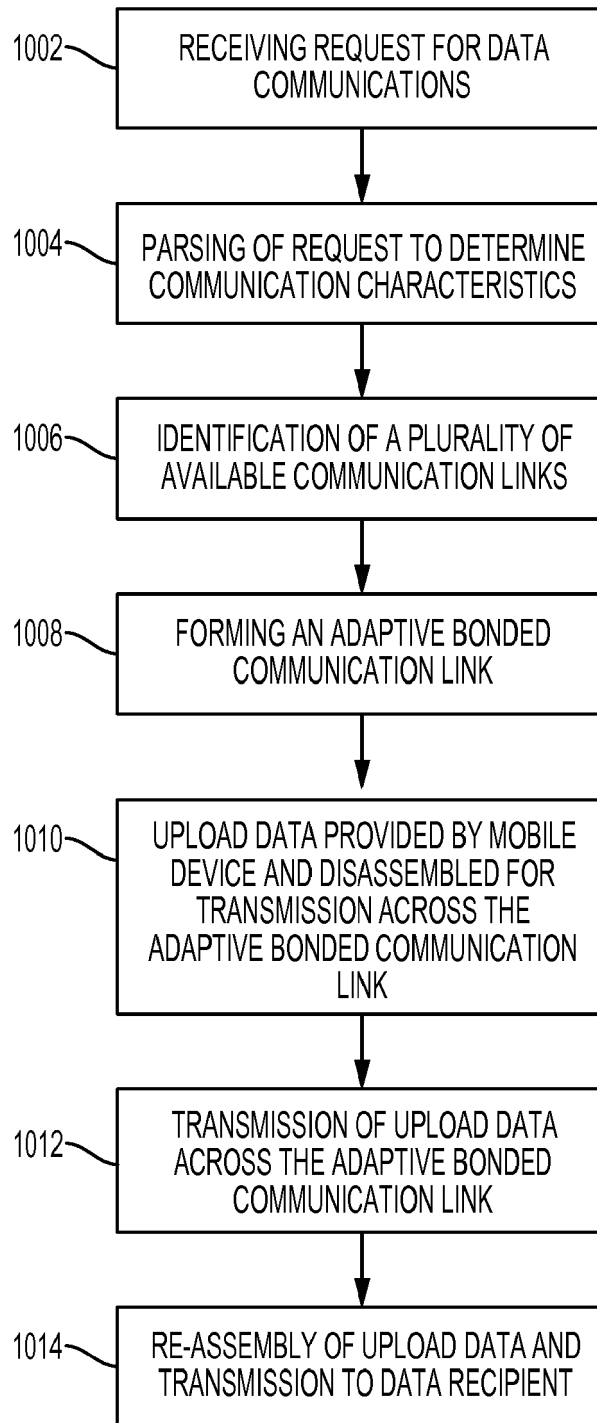 1002
RECEIVING REQUEST FOR DATA
COMMUNICATIONS
1004
PARSING OF REQUEST TO DETERMINE
COMMUNICATION CHARACTERISTICS
1006
IDENTIFICATION OF A PLURALITY OF
AVAILABLE COMMUNICATION LINKS
1008
FORMING AN ADAPTIVE BONDED
COMMUNICATION LINK
1010
UPLOAD DATA PROVIDED BY MOBILE
DEVICE AND DISASSEMBLED FOR
TRANSMISSION ACROSS THE
ADAPTIVE BONDED COMMUNICATION
LINK
1012
TRANSMISSION OF UPLOAD DATA
ACROSS THE ADAPTIVE BONDED
COMMUNICATION LINK
1014
RE-ASSEMBLY OF UPLOAD DATA AND
TRANSMISSION TO DATA RECIPIENT